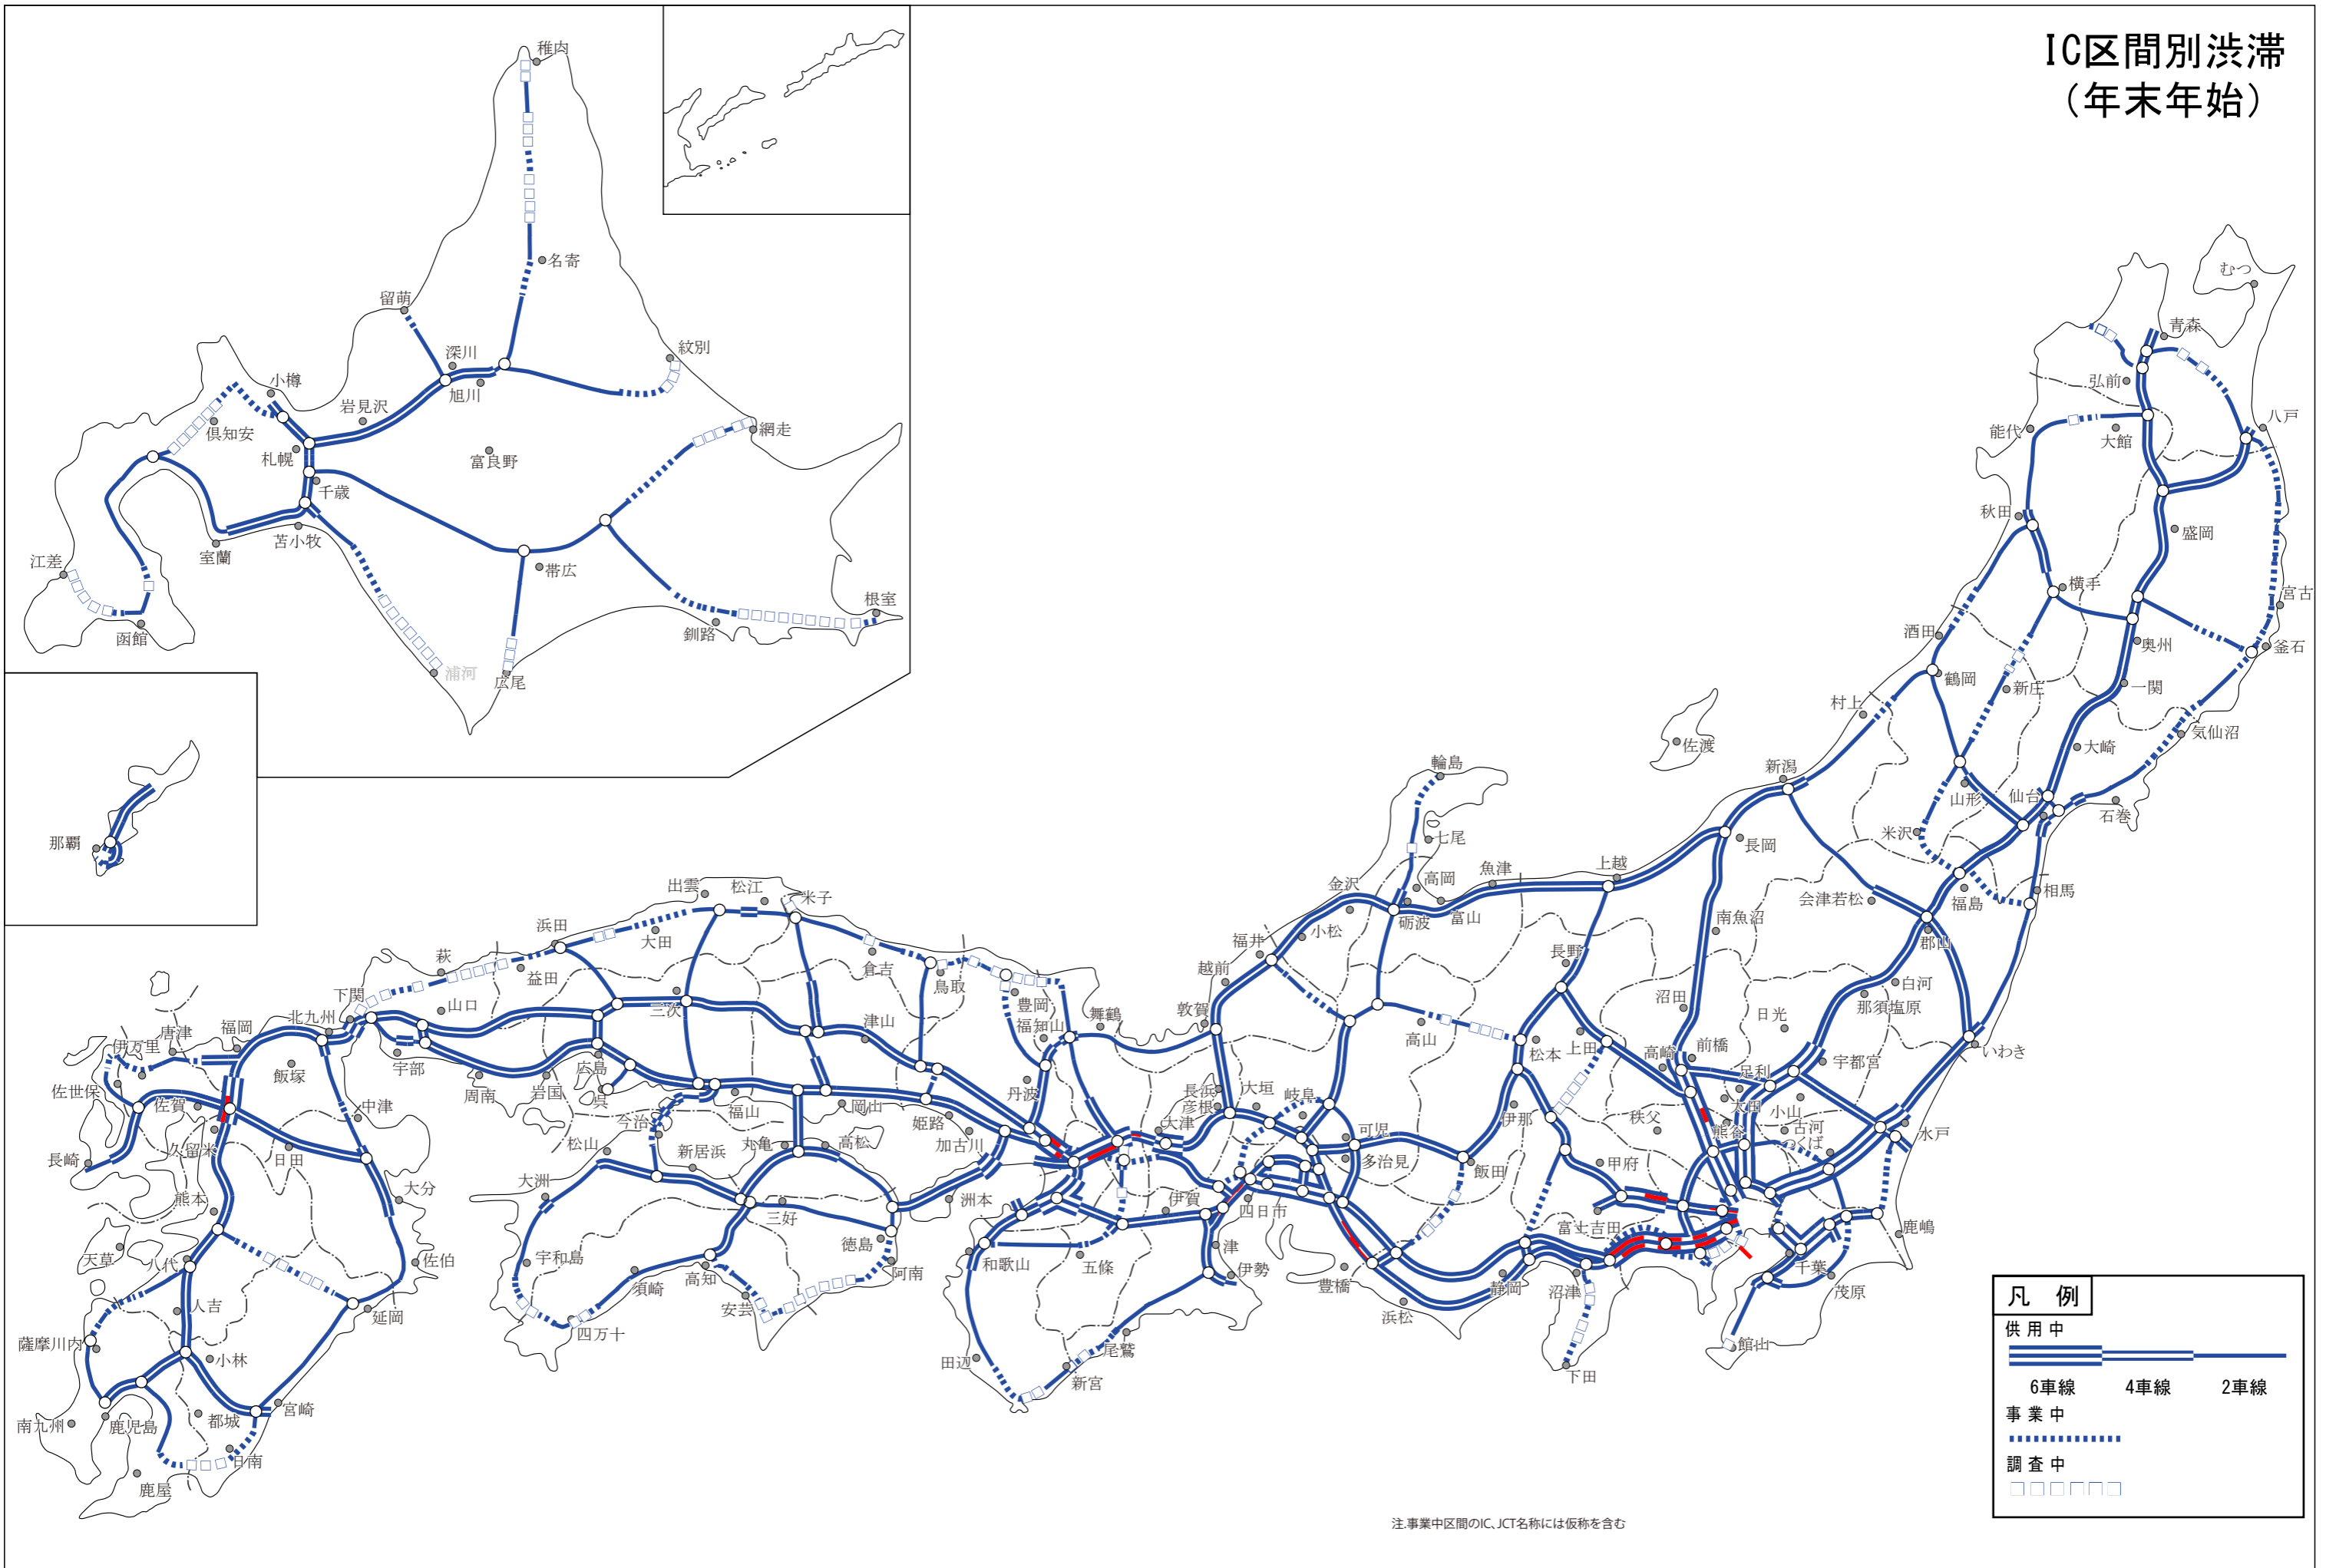 IC区間別渋滞
（年末年始）
稚内
名寄
留萌
深川
旭川
紋別
小樽
岩見沢
倶知安
札幌
富良野
網走
千歳
苫小牧
室蘭
帯広
江差
函館
釧路
根室
浦河
広尾
那覇
むつ
青森
弘前
八戸
能代
大館
秋田
盛岡
横手
宮古
酒田
奥州
釜石
鶴岡
新庄
一関
村上
気仙沼
大崎
佐渡
新潟
山形
仙台
石巻
米沢
長岡
輪島
七尾
高岡
魚津
上越
金沢
砺波
富山
会津若松
福島
相馬
南魚沼
郡山
小松
福井
越前
長野
白河
那須塩原
沼田
日光
敦賀
高山
松本
上田
高崎
前橋
宇都宮
いわき
足利
太田
小山
古河
熊谷
つくば
水戸
秩父
出雲
松江
米子
浜田
大田
倉吉
鳥取
豊岡
福知山
舞鶴
萩
益田
山口
下関
北九州
三次
津山
長浜
彦根
大垣
岐阜
伊那
可児
多治見
飯田
甲府
富士吉田
唐津
福岡
伊万里
佐世保
飯塚
宇部
周南
岩国
広島
呉
今治
福山
岡山
姫路
丹波
加古川
大津
佐賀
中津
久留米
日田
長崎
松山
新居浜
丸亀
高松
大洲
三好
洲本
伊賀
四日市
鹿嶋
熊本
大分
天草
八代
佐伯
宇和島
須崎
高知
徳島
阿南
和歌山
五條
津
伊勢
豊橋
浜松
静岡
沼津
千葉
茂原
人吉
延岡
安芸
四万十
薩摩川内
小林
田辺
尾鷲
新宮
下田
館山
南九州
鹿児島
都城
宮崎
日南
鹿屋
凡　例
供用中
6車線
4車線
2車線
事業中
調査中
注.事業中区間のIC、JCT名称には仮称を含む